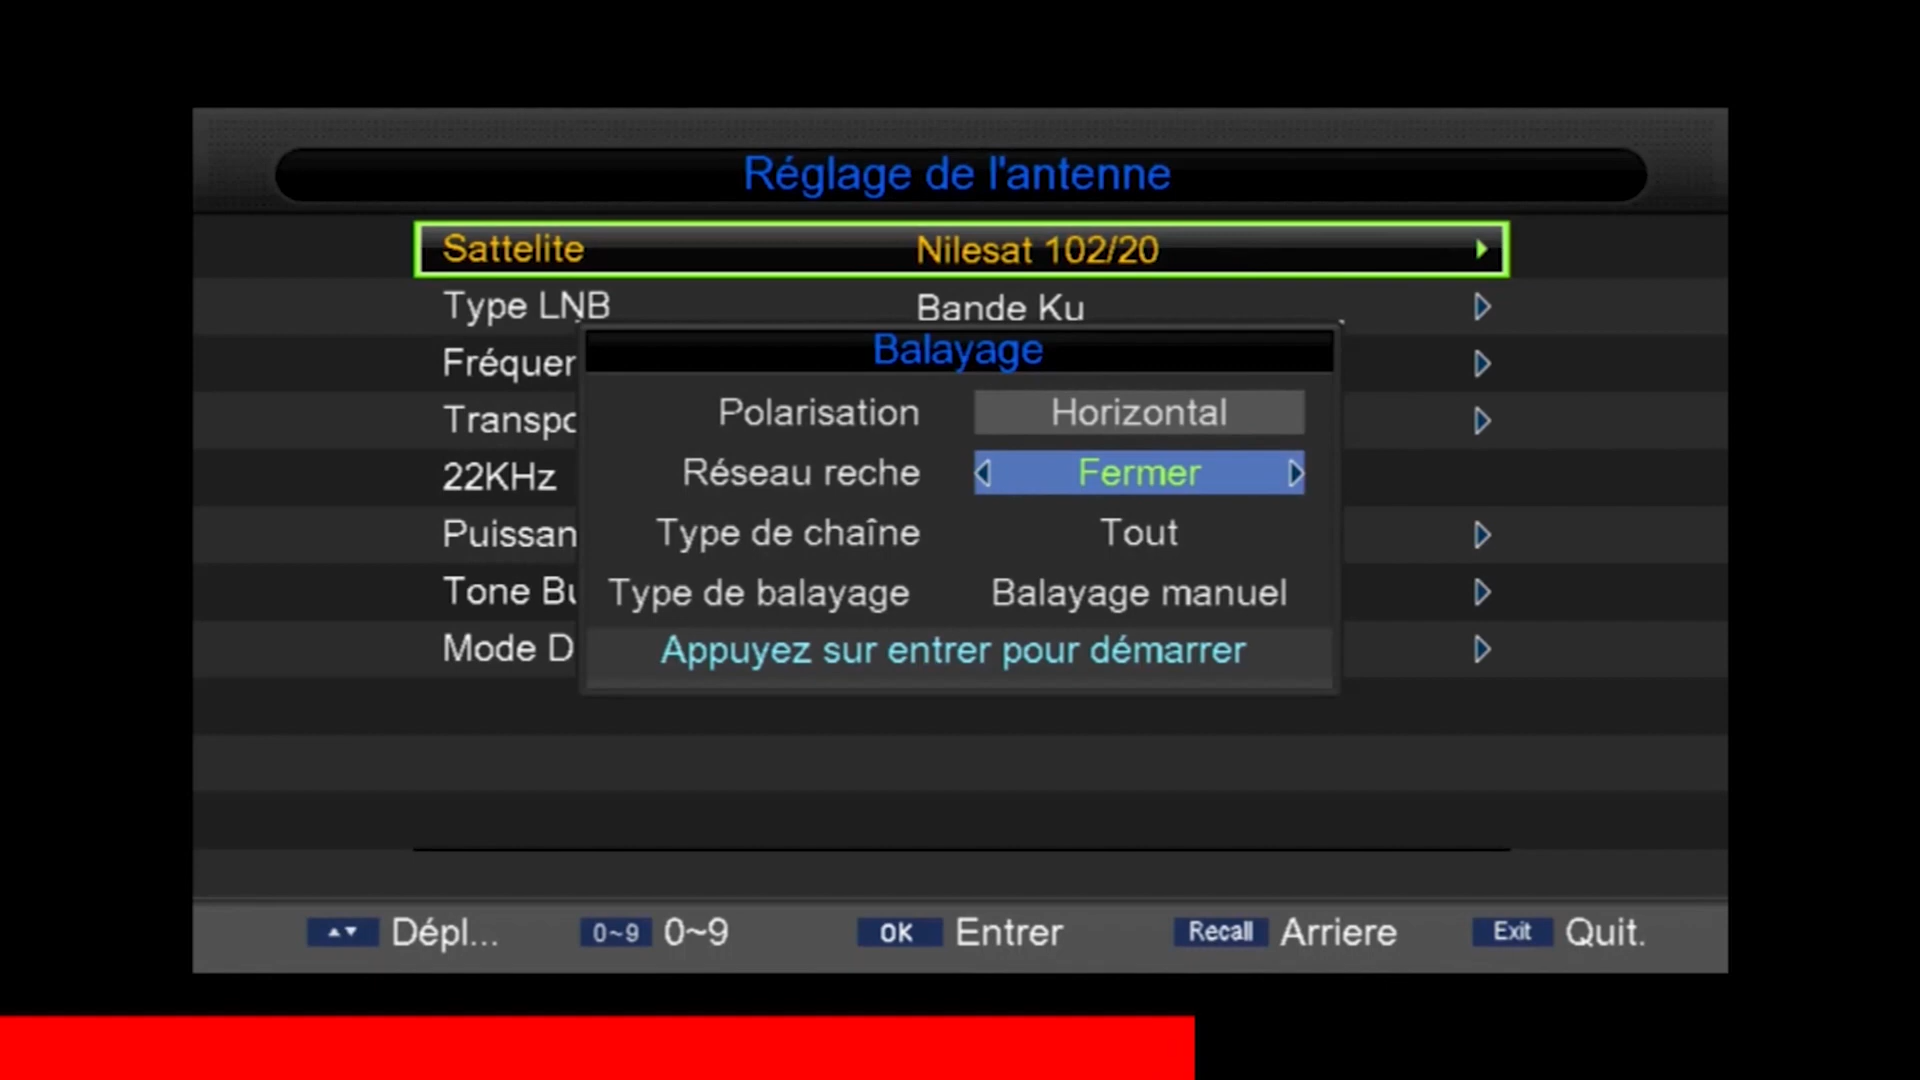 Réglage de l'antenne
Sattelite Nilesat 102/20
Type LNB Bande Ku
Fréquer
Balayage
Polarisation Horizontal
Transpo
Réseau reche Fermer
22KHz
Type de chaîne Tout
Puissan
Type de balayage Balayage manuel
Tone Bu
Appuyez sur entrer pour démarrer
Mode D
Dépl... 0~9 0~9 OK Entrer Recall Arriere Exit Quit.